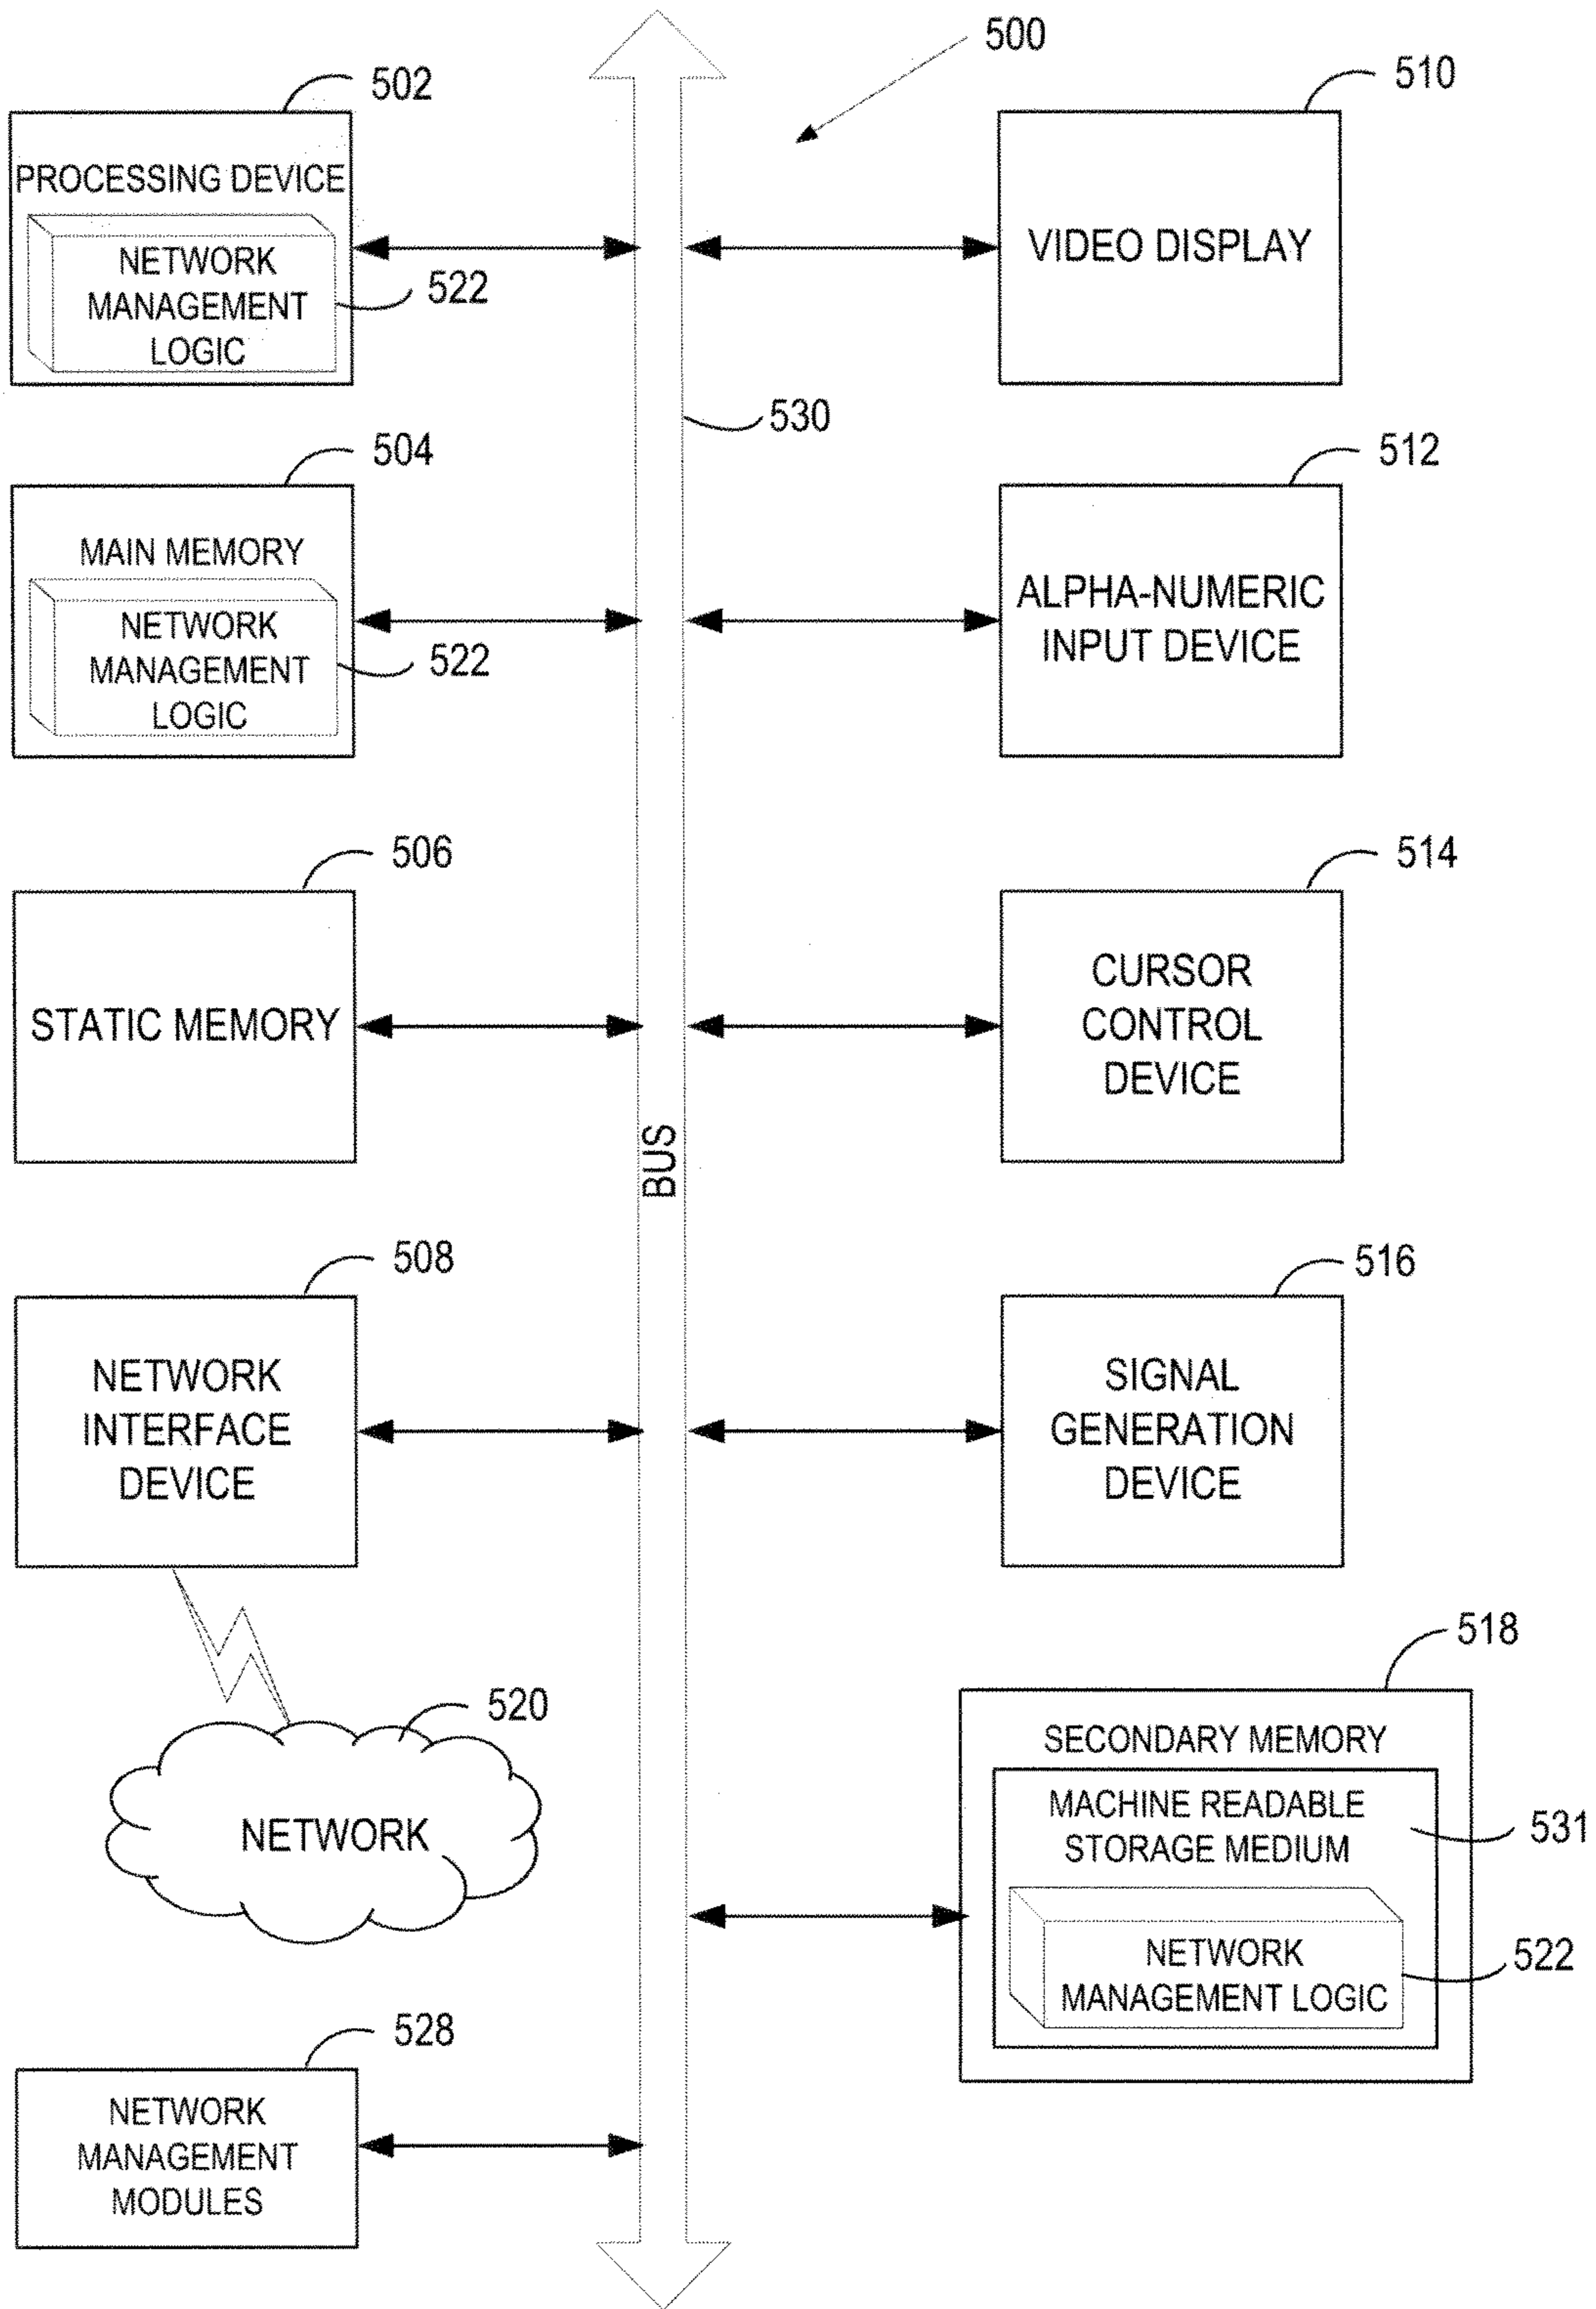 500
502
510
PROCESSING DEVICE
NETWORK
MANAGEMENT
LOGIC
522
VIDEO DISPLAY
530
504
512
MAIN MEMORY
NETWORK
MANAGEMENT
LOGIC
522
ALPHA-NUMERIC
INPUT DEVICE
506
514
STATIC MEMORY
CURSOR
CONTROL
DEVICE
BUS
508
516
NETWORK
INTERFACE
DEVICE
SIGNAL
GENERATION
DEVICE
518
520
NETWORK
SECONDARY MEMORY
MACHINE READABLE
STORAGE MEDIUM
531
NETWORK
MANAGEMENT LOGIC
522
528
NETWORK
MANAGEMENT
MODULES